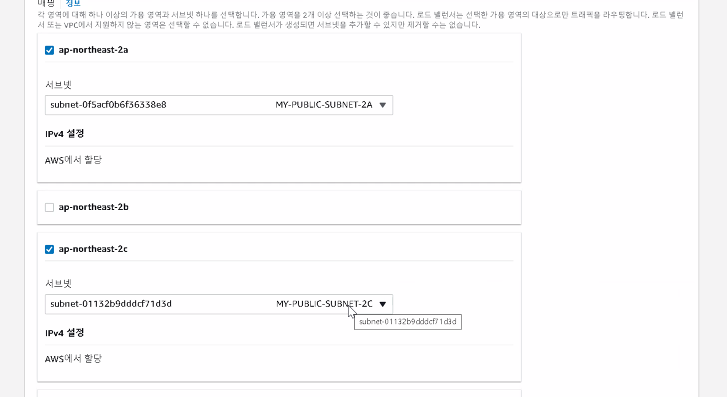 매핑 정보
각 영역에 대해 하나 이상의 가용 영역과 서브넷 하나를 선택합니다. 가용 영역을 2개 이상 선택하는 것이 좋습니다. 로드 밸런서는 선택한 가용 영역의 대상으로만 트래픽을 라우팅합니다. 로드 밸런
서 또는 VPC에서 지원하지 않는 영역은 선택할 수 없습니다. 로드 밸런서가 생성되면 서브넷을 추가할 수 있지만 제거할 수는 없습니다.
ap-northeast-2a
서브넷
subnet-0f5acf0b6f36338e8 MY-PUBLIC-SUBNET-2A
IPv4 설정
AWS에서 할당
ap-northeast-2b
ap-northeast-2c
서브넷
subnet-01132b9dddcf71d3d MY-PUBLIC-SUBNET-2C
subnet-01132b9dddcf71d3d
IPv4 설정
AWS에서 할당